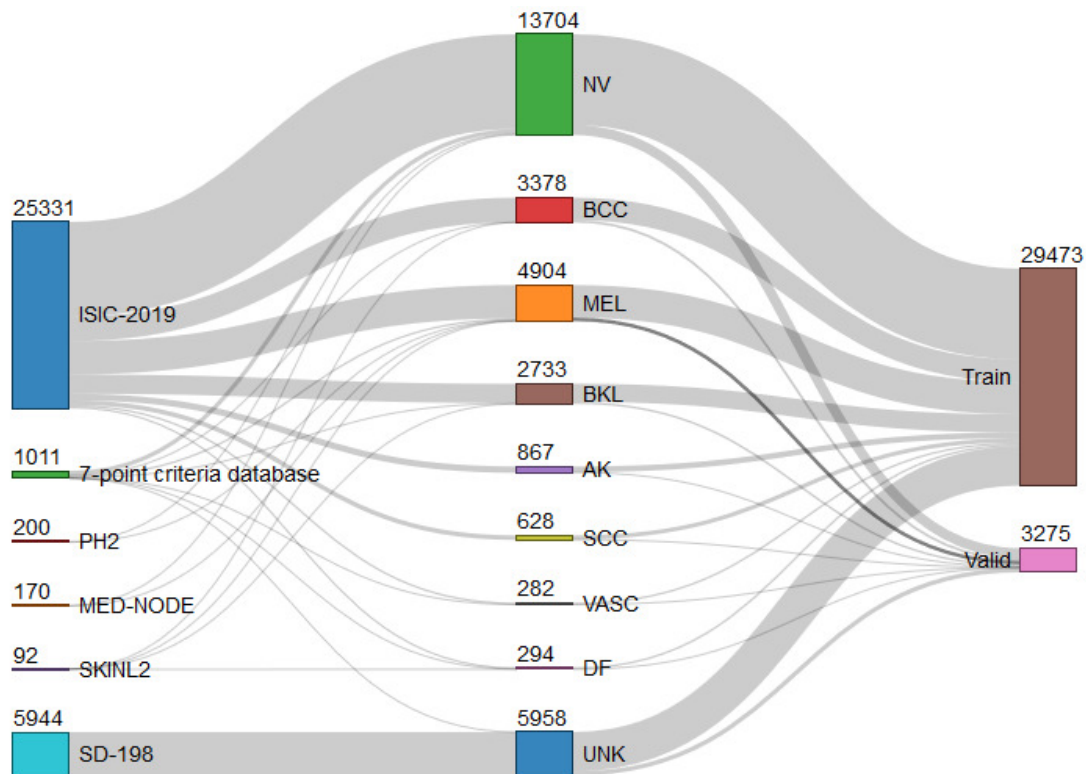 13704
NV
3378
BCC
25331
ISIC-2019
4904
MEL
29473
Train
2733
BKL
1011
7-point criteria database
867
AK
200
PH2
628
SCC
3275
Valid
170
MED-NODE
282
VASC
92
SKINL2
294
DF
5944
SD-198
5958
UNK